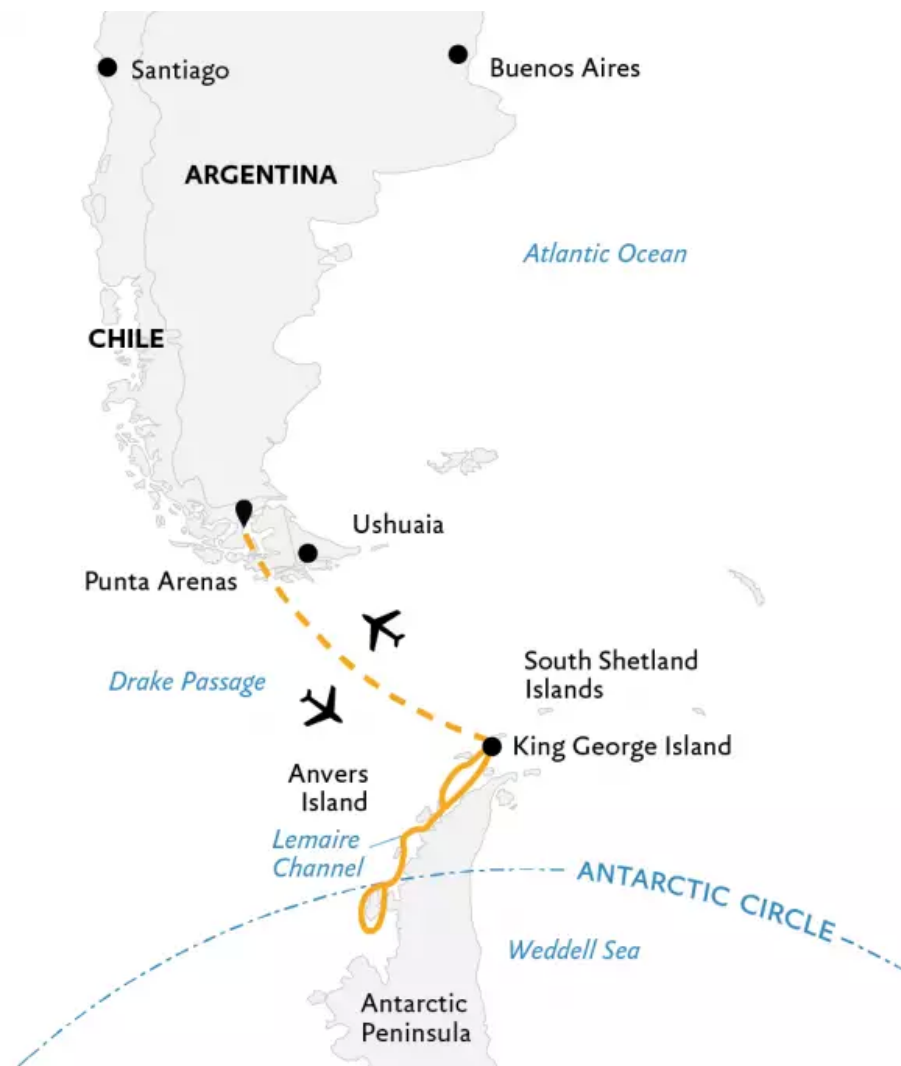 Santiago
Buenos Aires
ARGENTINA
Atlantic Ocean
CHILE
Ushuaia
Punta Arenas
South Shetland
Islands
Drake Passage
King George Island
Anvers
Island
Lemaire
Channel
ANTARCTIC CIRCLE
Weddell Sea
Antarctic
Peninsula